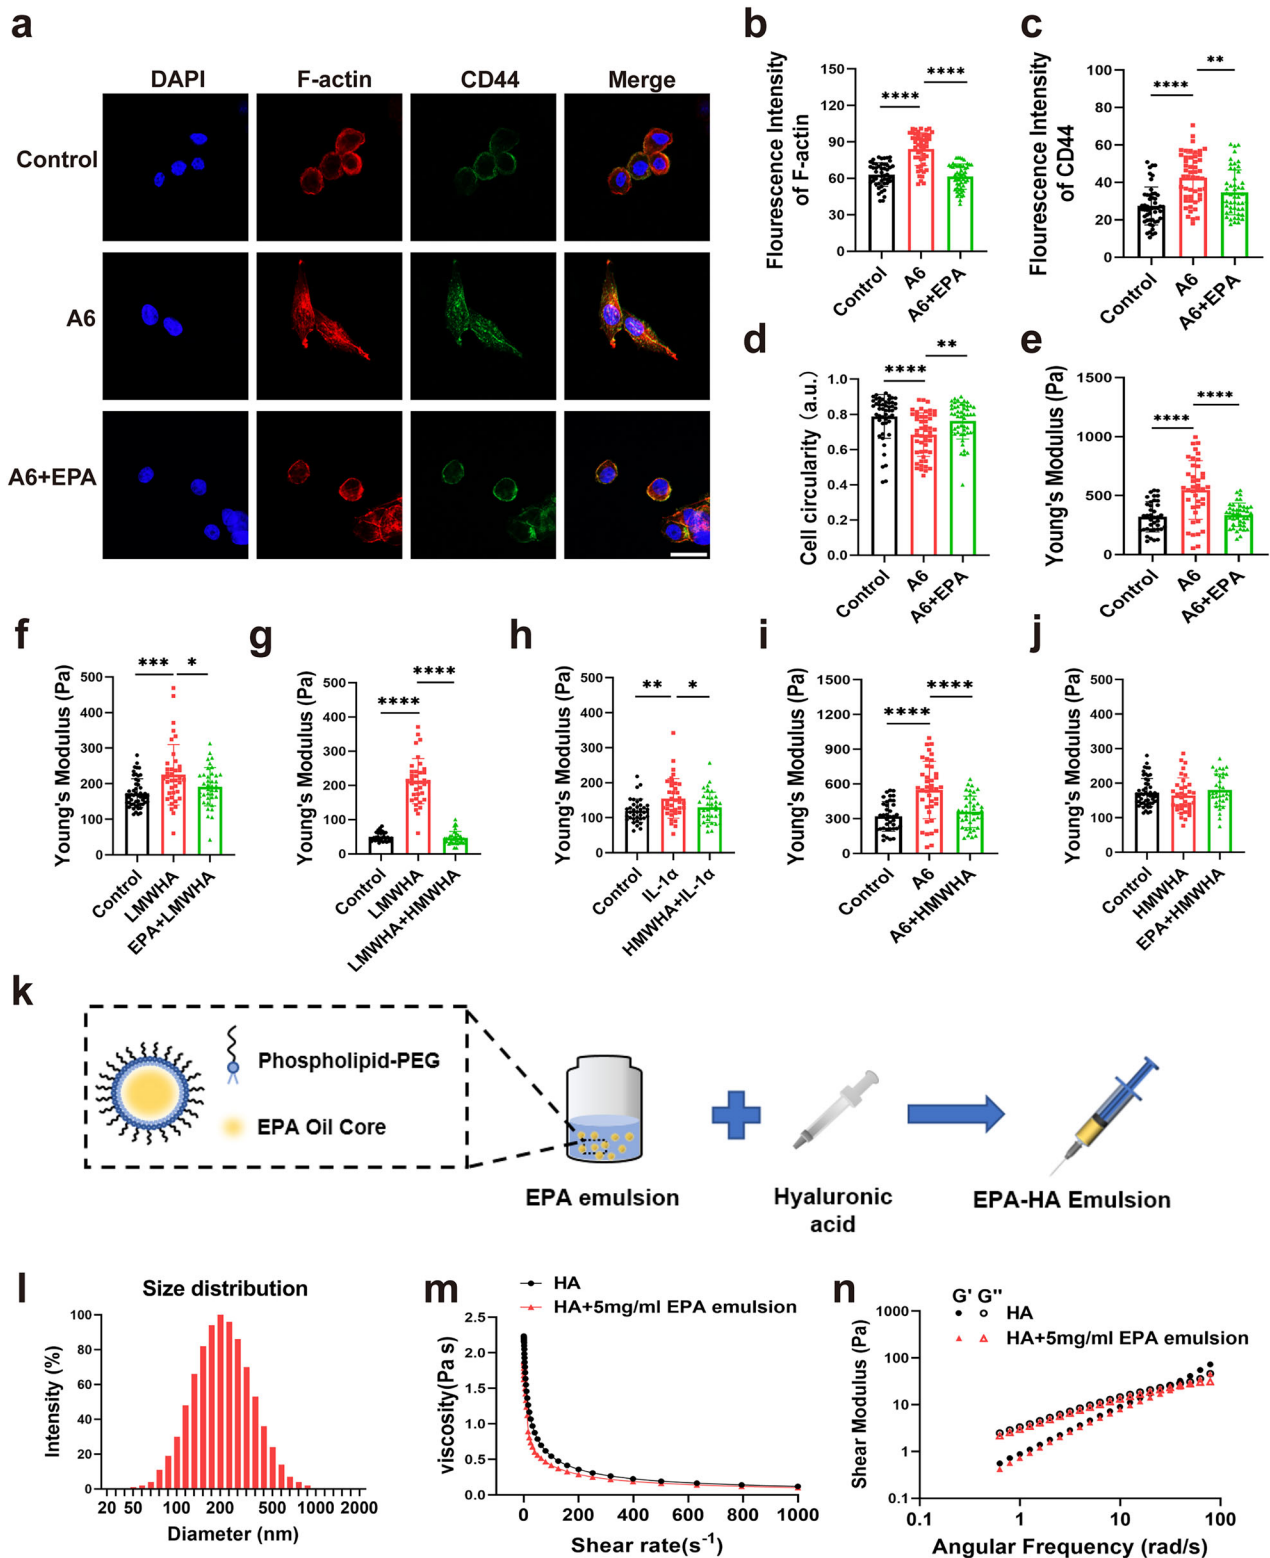 a
DAPI
F-actin
CD44
Merge
Control
A6
A6+EPA
b
Flourescence Intensity
of F-actin
150
120
90
60
30
0
****
****
Control
A6
A6+EPA
c
Flourescence Intensity
of CD44
100
80
60
40
20
0
****
**
Control
A6
A6+EPA
d
Cell circularity (a.u.)
1.0
0.8
0.6
0.4
0.2
0.0
****
**
Control
A6
A6+EPA
e
Young's Modulus (Pa)
1500
1000
500
0
****
****
Control
A6
A6+EPA
f
Young's Modulus (Pa)
500
400
300
200
100
0
***
*
Control
LMWHA
EPA+LMWHA
g
Young's Modulus (Pa)
500
400
300
200
100
0
****
****
Control
LMWHA
LMWHA+HMWHA
h
Young's Modulus (Pa)
500
400
300
200
100
0
**
*
Control
IL-1α
HMWHA+IL-1α
i
Young's Modulus (Pa)
1500
1200
900
600
300
0
****
****
Control
A6
A6+HMWHA
j
Young's Modulus (Pa)
500
400
300
200
100
0
Control
HMWHA
EPA+HMWHA
k
Phospholipid-PEG
EPA Oil Core
EPA emulsion
Hyaluronic
acid
EPA-HA Emulsion
l
Size distribution
Intensity (%)
100
80
60
40
20
0
20 50 100 200 500 1000 2000
Diameter (nm)
m
HA
HA+5mg/ml EPA emulsion
viscosity(Pa s)
2.5
2.0
1.5
1.0
0.5
0.0
0 200 400 600 800 1000
Shear rate(s⁻¹)
n
G' G"
HA
HA+5mg/ml EPA emulsion
Shear Modulus (Pa)
1000
100
10
1
0.1
0.1 1 10 100
Angular Frequency (rad/s)